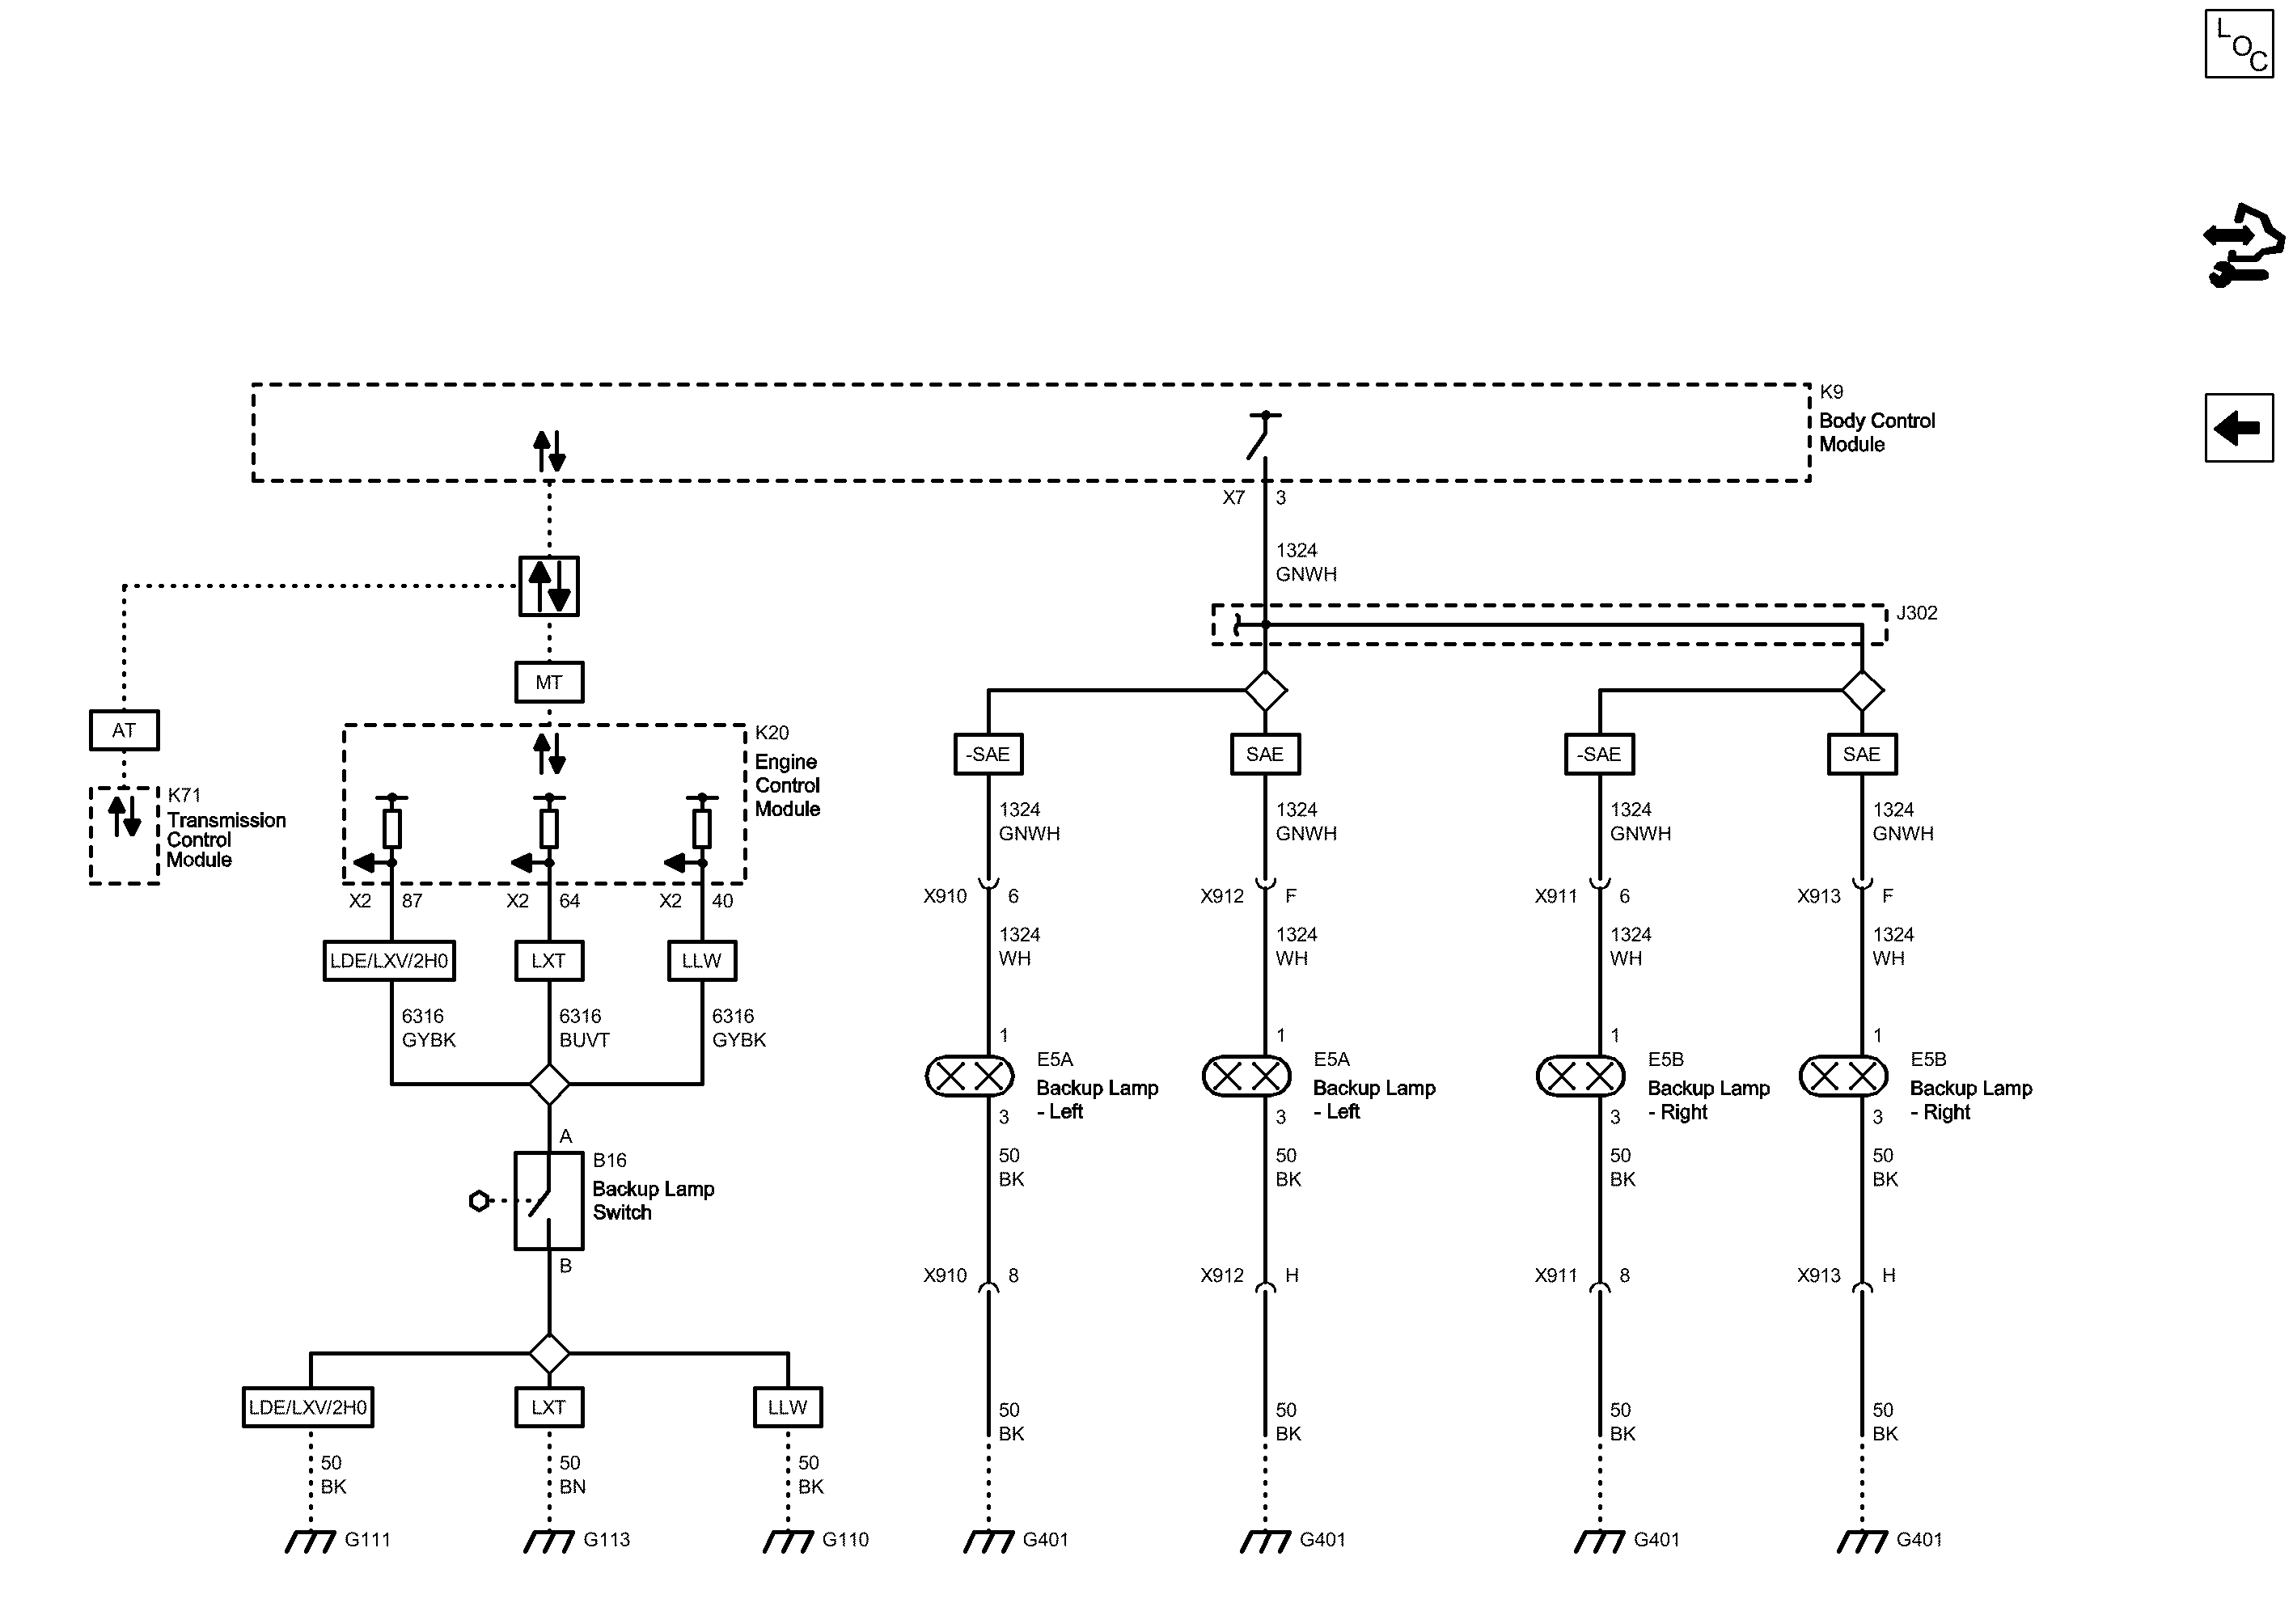 LOC
K9
Body Control
Module
X7 3
1324
GNWH
J302
MT
AT
K71
Transmission
Control
Module
K20
Engine
Control
Module
X2 87 X2 64 X2 40
LDE/LXV/2H0 LXT LLW
6316 6316 6316
GYBK BUVT GYBK
A
B16
Backup Lamp
Switch
B
LDE/LXV/2H0 LXT LLW
50 50 50
BK BN BK
G111 G113 G110
-SAE SAE -SAE SAE
1324 1324 1324 1324
GNWH GNWH GNWH GNWH
X910 6 X912 F X911 6 X913 F
1324 1324 1324 1324
WH WH WH WH
1 1 1 1
E5A E5A E5B E5B
Backup Lamp Backup Lamp Backup Lamp Backup Lamp
- Left - Left - Right - Right
3 3 3 3
50 50 50 50
BK BK BK BK
X910 8 X912 H X911 8 X913 H
50 50 50 50
BK BK BK BK
G401 G401 G401 G401